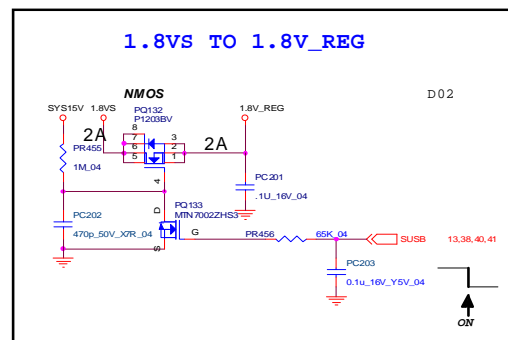 1.8VS TO 1.8V_REG
NMOS
D02
SYS15V
1.8VS
PQ132
P1203BV
1.8V_REG
2A
2A
8
7
6
5
3
2
1
4
PR455
1M_04
PC201
.1U_16V_04
PQ133
MTN7002ZHS3
D
G
S
PC202
470p_50V_X7R_04
PR456
65K_04
SUSB
13,38,40,41
PC203
0.1u_16V_Y5V_04
ON